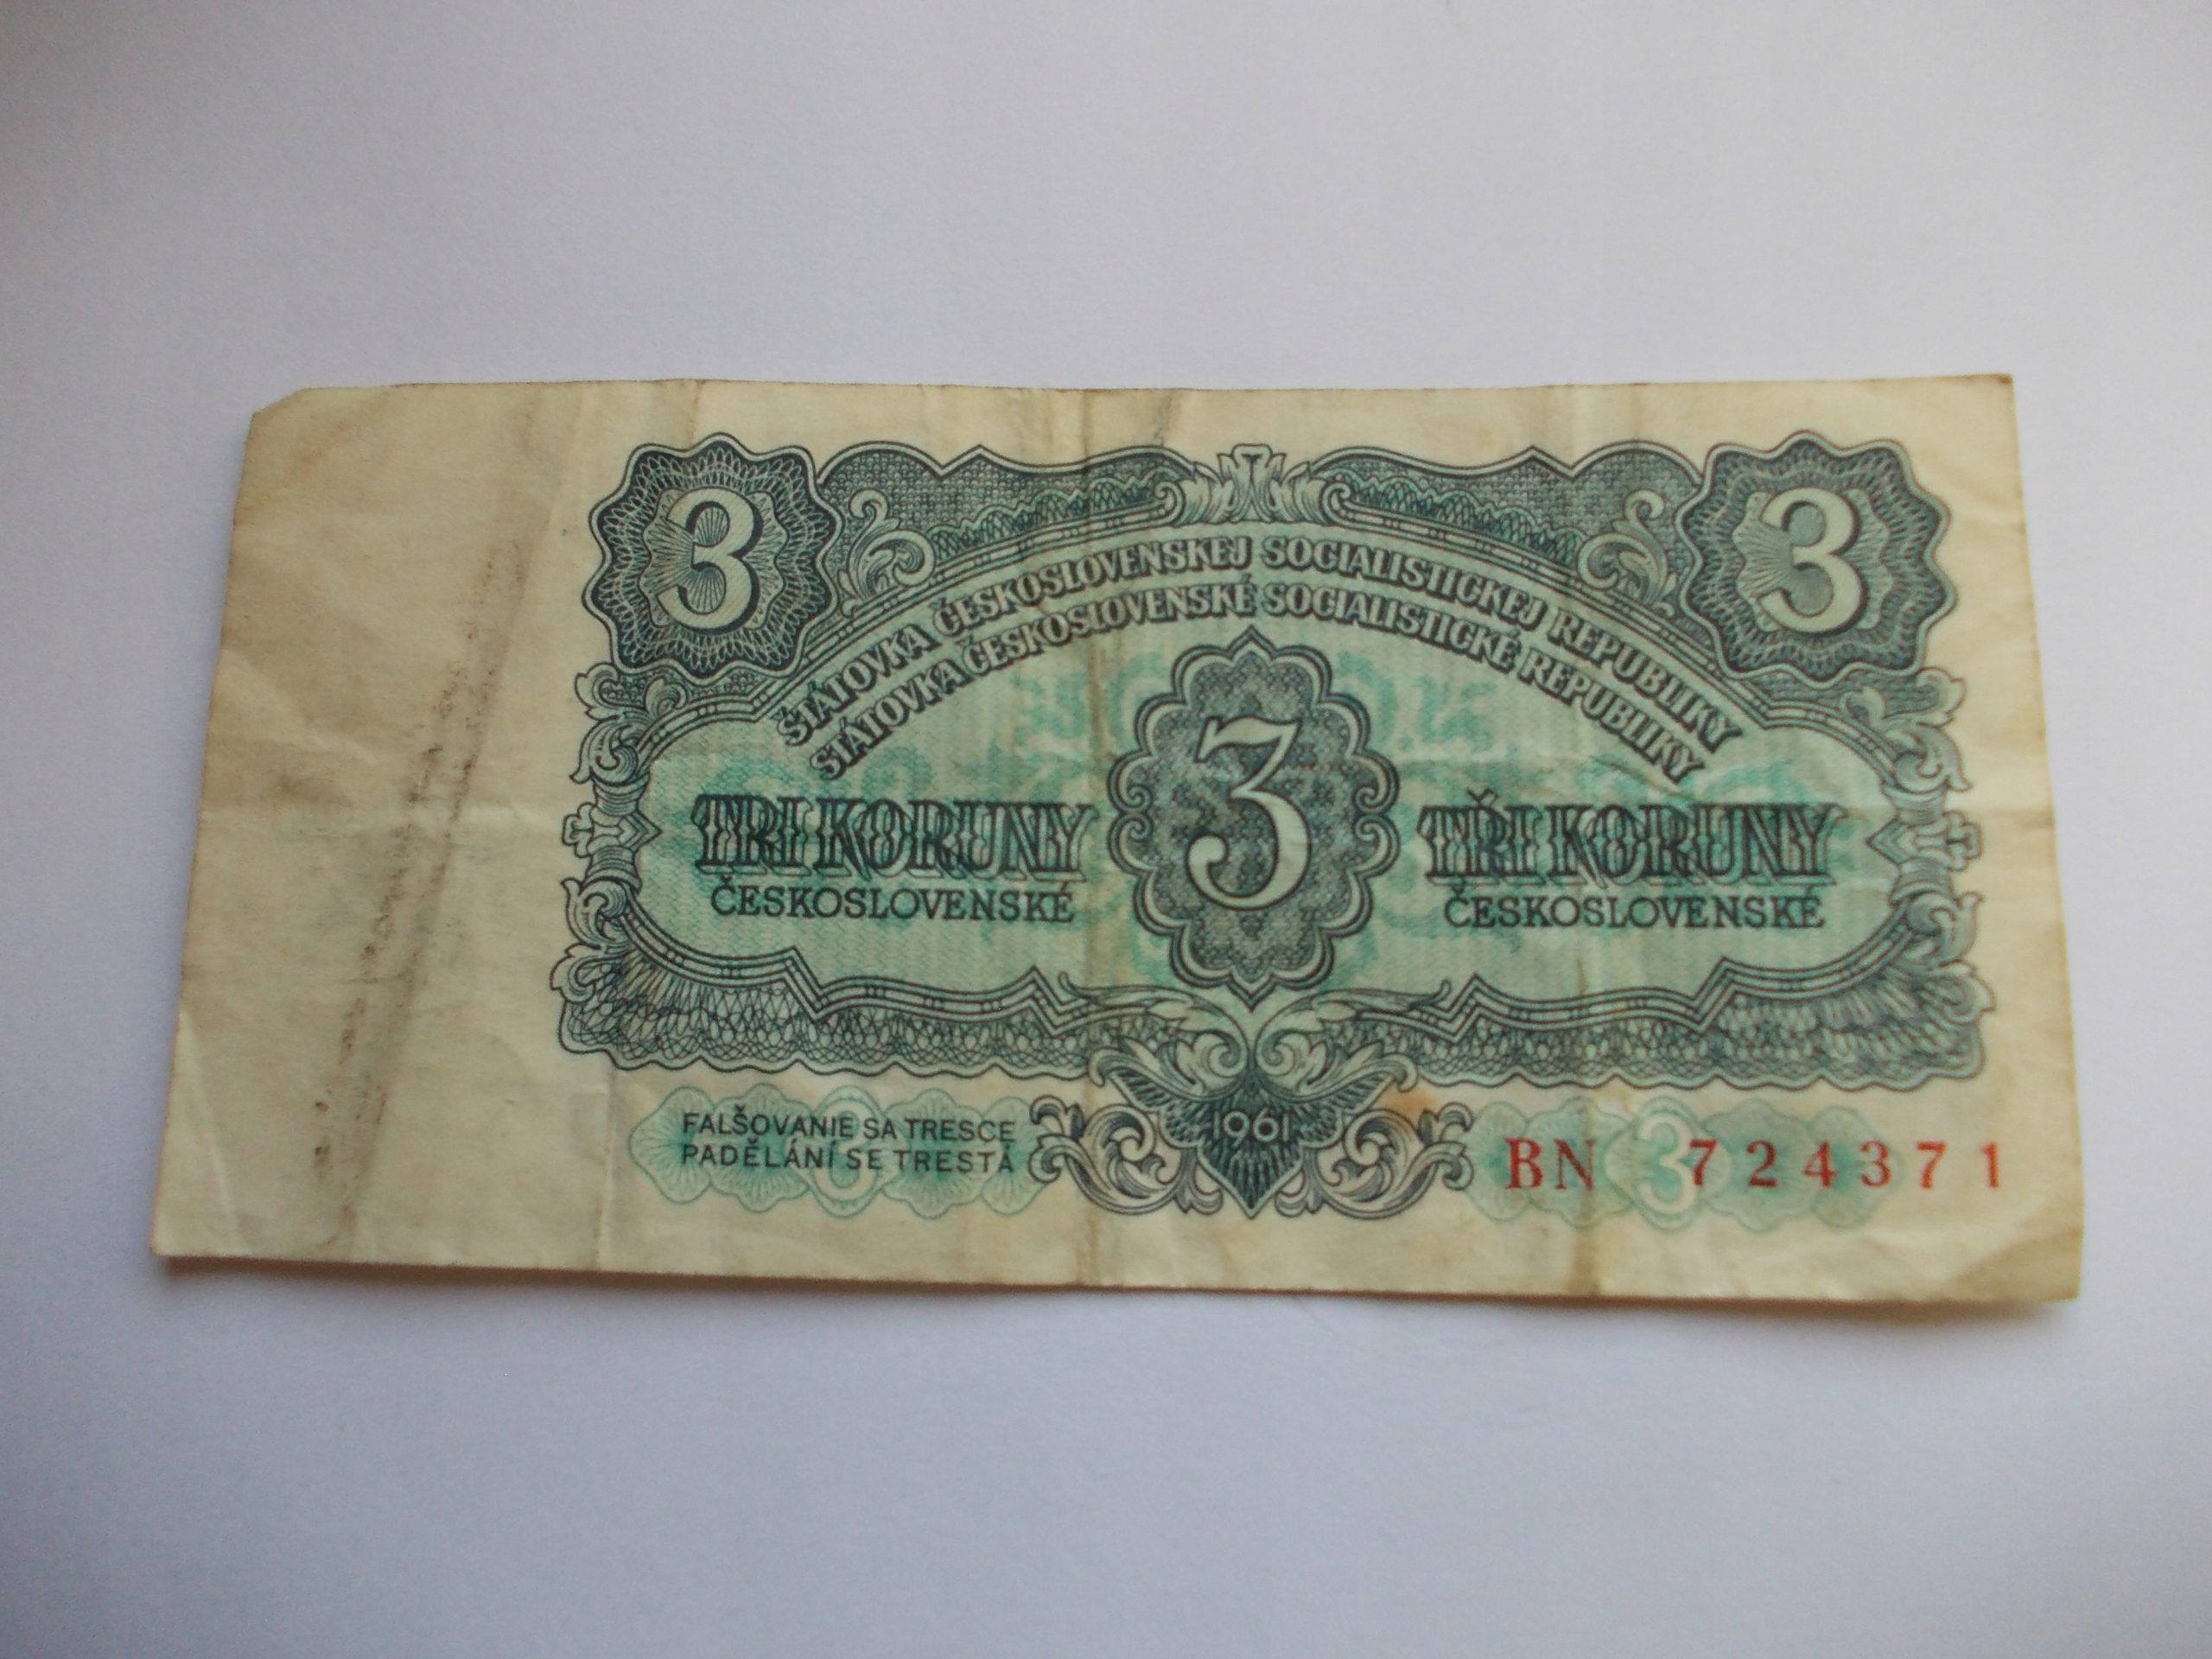 3
3
ŠTÁTOVKA ČESKOSLOVENSKEJ SOCIALISTICKEJ REPUBLIKY
STÁTOVKA ČESKOSLOVENSKÉ SOCIALISTICKÉ REPUBLIKY
TRI KORUNY
ČESKOSLOVENSKÉ
3
TŘI KORUNY
ČESKOSLOVENSKÉ
FALŠOVANIE SA TRESCE
PADĚLÁNÍ SE TRESTÁ
3
1961
BN 724371
3